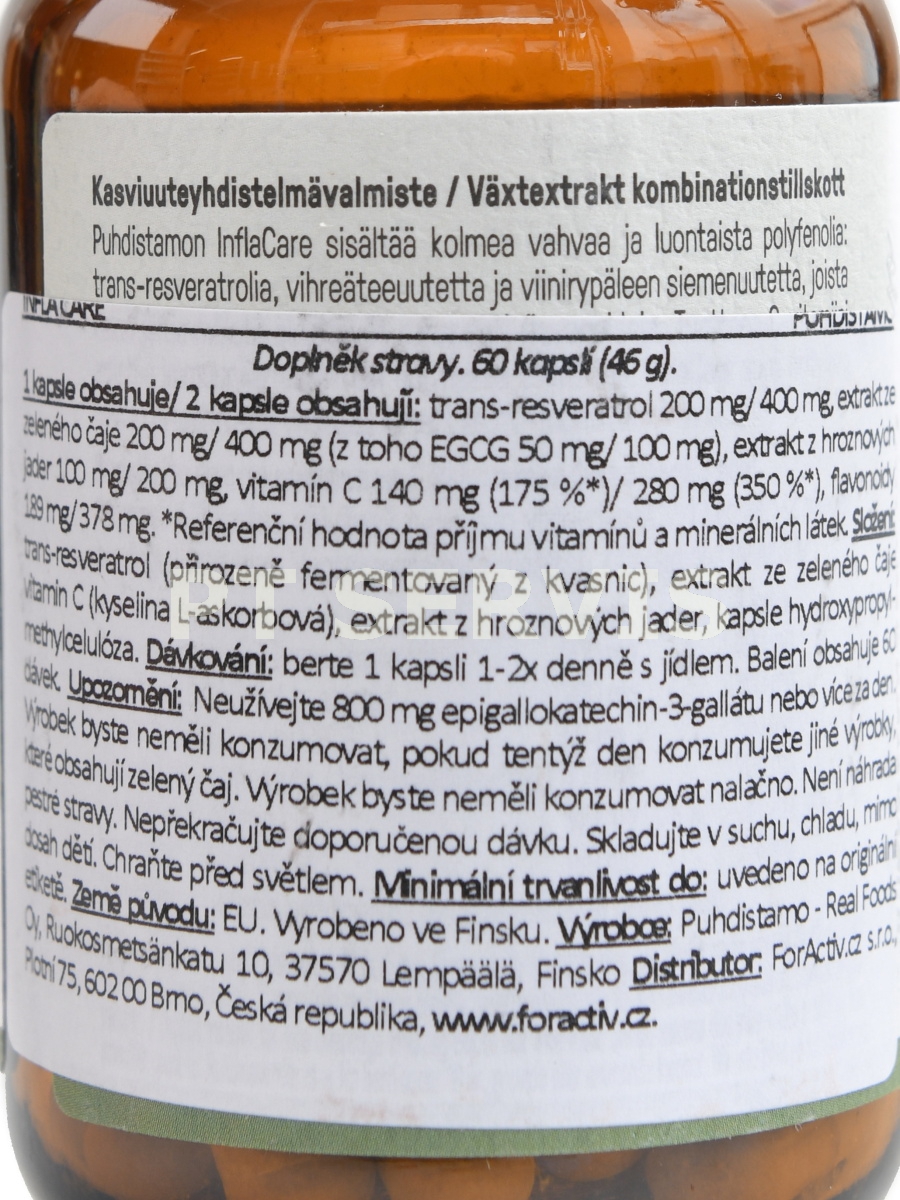 Kasviuuteyhdistelmävalmiste / Växtextrakt kombinationstillskott
Puhdistamon InflaCare sisältää kolmea vahvaa ja luontaista polyfenolia:
trans-resveratrolia, vihreäteeuutetta ja viinirypäleen siemenuutetta, joista
INFLA CARE PUHDISTAMO
Doplněk stravy. 60 kapslí (46 g).
1 kapsle obsahuje/ 2 kapsle obsahují: trans-resveratrol 200 mg/ 400 mg, extrakt ze
zeleného čaje 200 mg/ 400 mg (z toho EGCG 50 mg/ 100 mg), extrakt z hroznových
jader 100 mg/ 200 mg, vitamín C 140 mg (175 %*)/ 280 mg (350 %*), flavonoidy
189 mg/ 378 mg. *Referenční hodnota příjmu vitamínů a minerálních látek. Složení:
trans-resveratrol (přirozeně fermentovaný z kvasnic), extrakt ze zeleného čaje
vitamin C (kyselina L-askorbová), extrakt z hroznových jader, kapsle hydroxypropyl-
methylcelulóza. Dávkování: berte 1 kapsli 1-2x denně s jídlem. Balení obsahuje 60
dávek. Upozornění: Neužívejte 800 mg epigallokatechin-3-gallátu nebo více za den.
Výrobek byste neměli konzumovat, pokud tentýž den konzumujete jiné výrobky,
které obsahují zelený čaj. Výrobek byste neměli konzumovat nalačno. Není náhrada
pestré stravy. Nepřekračujte doporučenou dávku. Skladujte v suchu, chladu, mimo
dosah dětí. Chraňte před světlem. Minimální trvanlivost do: uvedeno na originální
etiketě. Země původu: EU. Vyrobeno ve Finsku. Výrobce: Puhdistamo - Real Foods
Oy, Ruokosmetsänkatu 10, 37570 Lempäälä, Finsko Distributor: ForActiv.cz s.r.o.,
Plotní 75, 602 00 Brno, Česká republika, www.foractiv.cz.
PT SERVIS